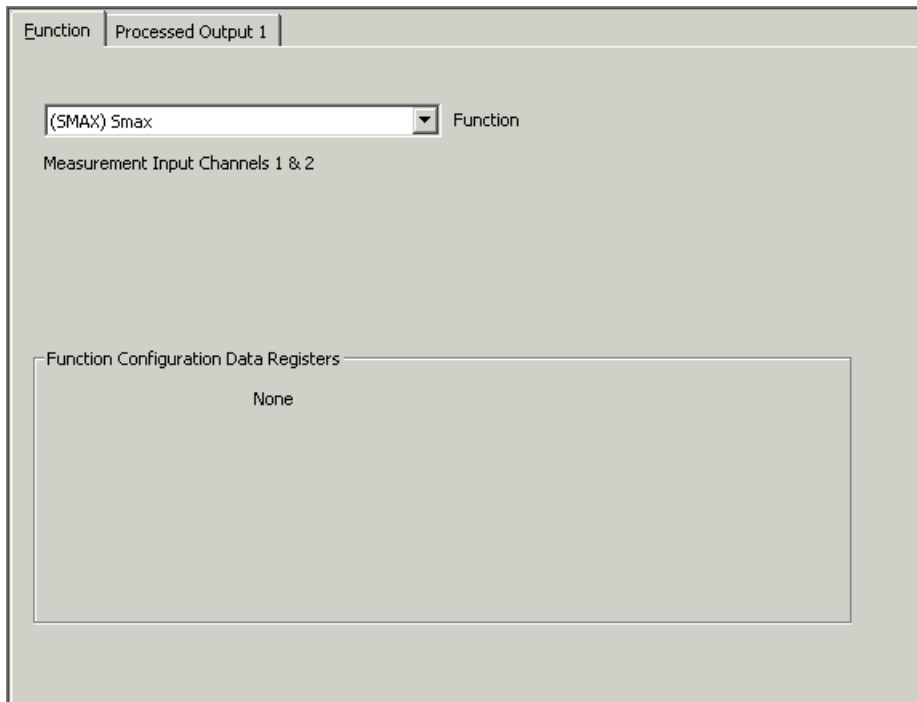 Function Processed Output 1
(SMAX) Smax Function
Measurement Input Channels 1 & 2
Function Configuration Data Registers
None